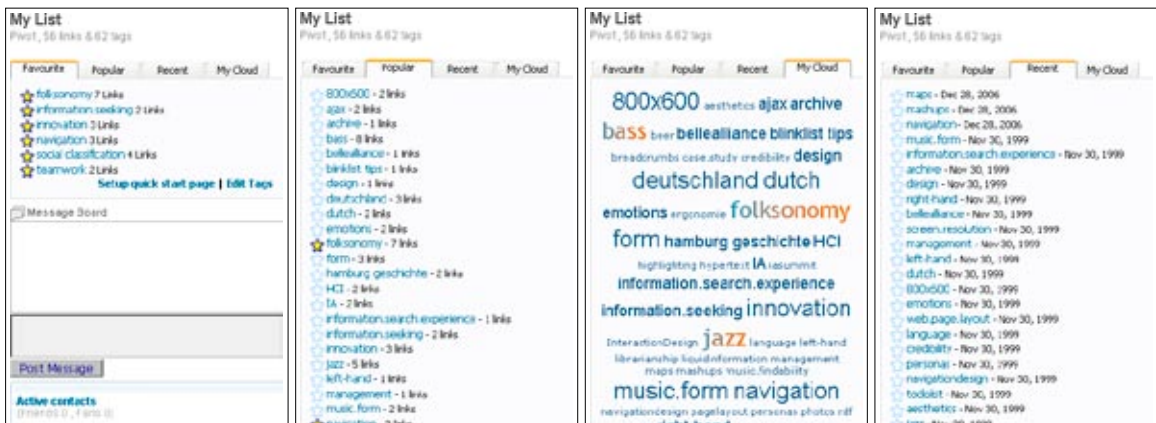 My List
Pivot, 56 links & 62 tags
Favourite Popular Recent My Cloud
folksonomy 7 Links
information.seeking 2 Links
innovation 3 Links
navigation 3 Links
social classification 4 Links
teamwork 2 Links
Setup quick start page | Edit Tags
Message Board
Post Message
Active contacts
(Friends 0 , Fans 0)
My List
Pivot, 56 links & 62 tags
Favourite Popular Recent My Cloud
800x600 - 2 links
ajax - 2 links
archive - 1 links
bass - 8 links
bellealliance - 1 links
blinklist tips - 1 links
design - 1 links
deutschland - 3 links
dutch - 2 links
emotions - 2 links
folksonomy - 7 links
form - 3 links
hamburg geschichte - 2 links
HCI - 2 links
IA - 2 links
information.search.experience - 1 links
information.seeking - 2 links
innovation - 3 links
jazz - 5 links
left-hand - 1 links
management - 1 links
music.form - 2 links
My List
Pivot, 56 links & 62 tags
Favourite Popular Recent My Cloud
800x600 aesthetics ajax archive
bass beer bellealliance blinklist tips
breadcrumbs case.study credibility design
deutschland dutch
emotions ergonomie folksonomy
form hamburg geschichte HCI
highlighting hypertext IA iasummit
information.search.experience
information.seeking innovation
InteractionDesign jazz language left-hand
librarianship liquidinformation management
maps mashups music.findability
music.form navigation
navigationdesign pagelayout personas photos rdf
My List
Pivot, 56 links & 62 tags
Favourite Popular Recent My Cloud
maps - Dec 28, 2006
mashups - Dec 28, 2006
navigation - Dec 28, 2006
music.form - Nov 30, 1999
information.search.experience - Nov 30, 1999
archive - Nov 30, 1999
design - Nov 30, 1999
right-hand - Nov 30, 1999
bellealliance - Nov 30, 1999
screen.resolution - Nov 30, 1999
management - Nov 30, 1999
left-hand - Nov 30, 1999
dutch - Nov 30, 1999
800x600 - Nov 30, 1999
emotions - Nov 30, 1999
web.page.layout - Nov 30, 1999
language - Nov 30, 1999
credibility - Nov 30, 1999
personas - Nov 30, 1999
navigationdesign - Nov 30, 1999
todolist - Nov 30, 1999
aesthetics - Nov 30, 1999